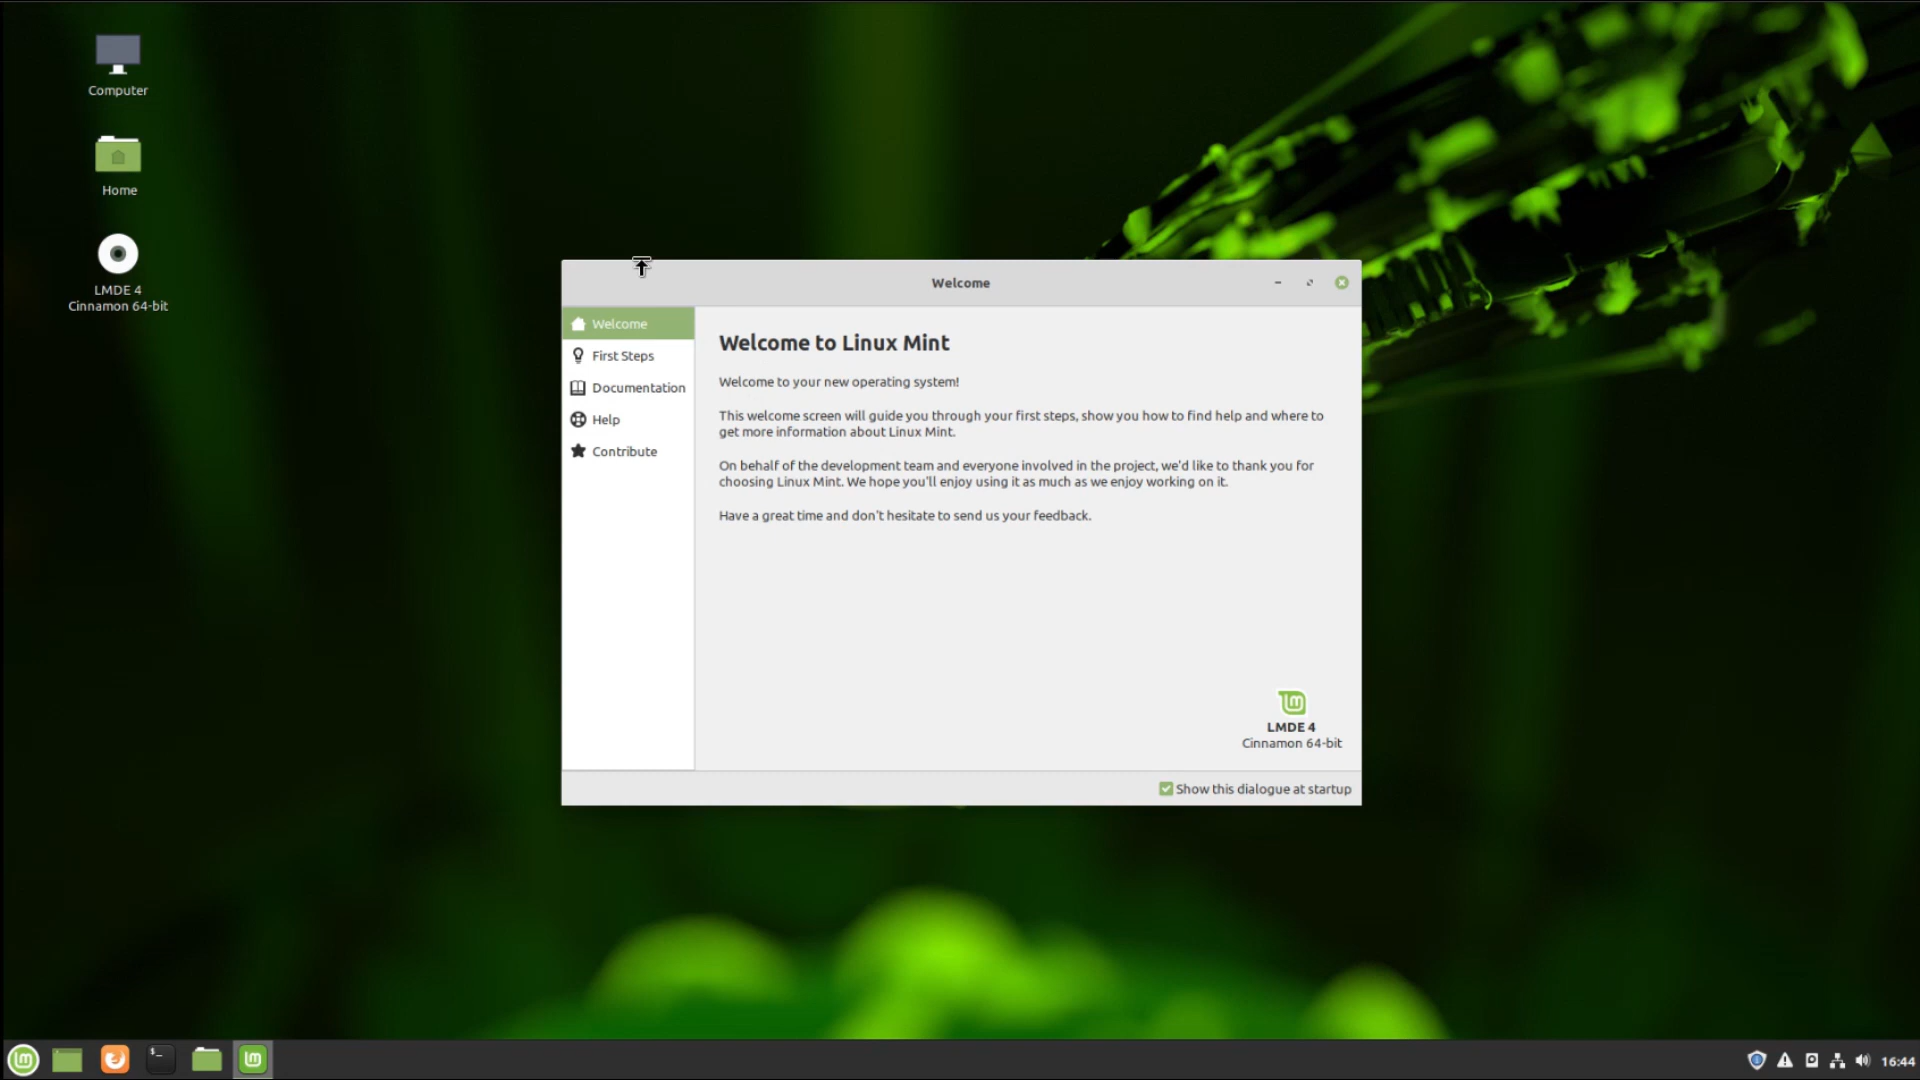 Computer
Home
LMDE 4
Cinnamon 64-bit
Welcome
Welcome
First Steps
Documentation
Help
Contribute
Welcome to Linux Mint
Welcome to your new operating system!
This welcome screen will guide you through your first steps, show you how to find help and where to
get more information about Linux Mint.
On behalf of the development team and everyone involved in the project, we'd like to thank you for
choosing Linux Mint. We hope you'll enjoy using it as much as we enjoy working on it.
Have a great time and don't hesitate to send us your feedback.
LMDE 4
Cinnamon 64-bit
Show this dialogue at startup
16:44